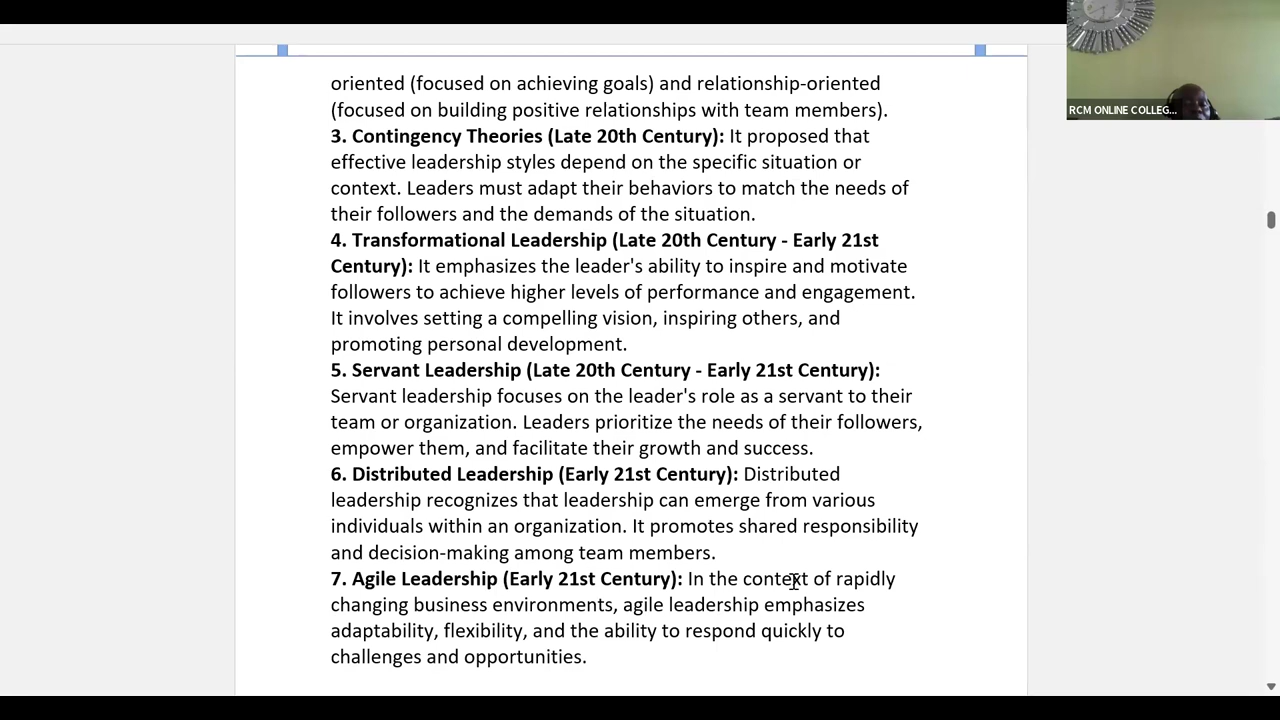 oriented (focused on achieving goals) and relationship-oriented
(focused on building positive relationships with team members).
3. Contingency Theories (Late 20th Century): It proposed that
effective leadership styles depend on the specific situation or
context. Leaders must adapt their behaviors to match the needs of
their followers and the demands of the situation.
4. Transformational Leadership (Late 20th Century - Early 21st
Century): It emphasizes the leader's ability to inspire and motivate
followers to achieve higher levels of performance and engagement.
It involves setting a compelling vision, inspiring others, and
promoting personal development.
5. Servant Leadership (Late 20th Century - Early 21st Century):
Servant leadership focuses on the leader's role as a servant to their
team or organization. Leaders prioritize the needs of their followers,
empower them, and facilitate their growth and success.
6. Distributed Leadership (Early 21st Century): Distributed
leadership recognizes that leadership can emerge from various
individuals within an organization. It promotes shared responsibility
and decision-making among team members.
7. Agile Leadership (Early 21st Century): In the context of rapidly
changing business environments, agile leadership emphasizes
adaptability, flexibility, and the ability to respond quickly to
challenges and opportunities.
RCM ONLINE COLLEG...